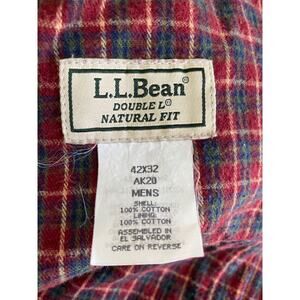 L.L.Bean®
DOUBLE L®
NATURAL FIT
42X32
AK20
MENS
SHELL:
100% COTTON
LINING:
100% COTTON
ASSEMBLED IN
EL SALVADOR
CARE ON REVERSE